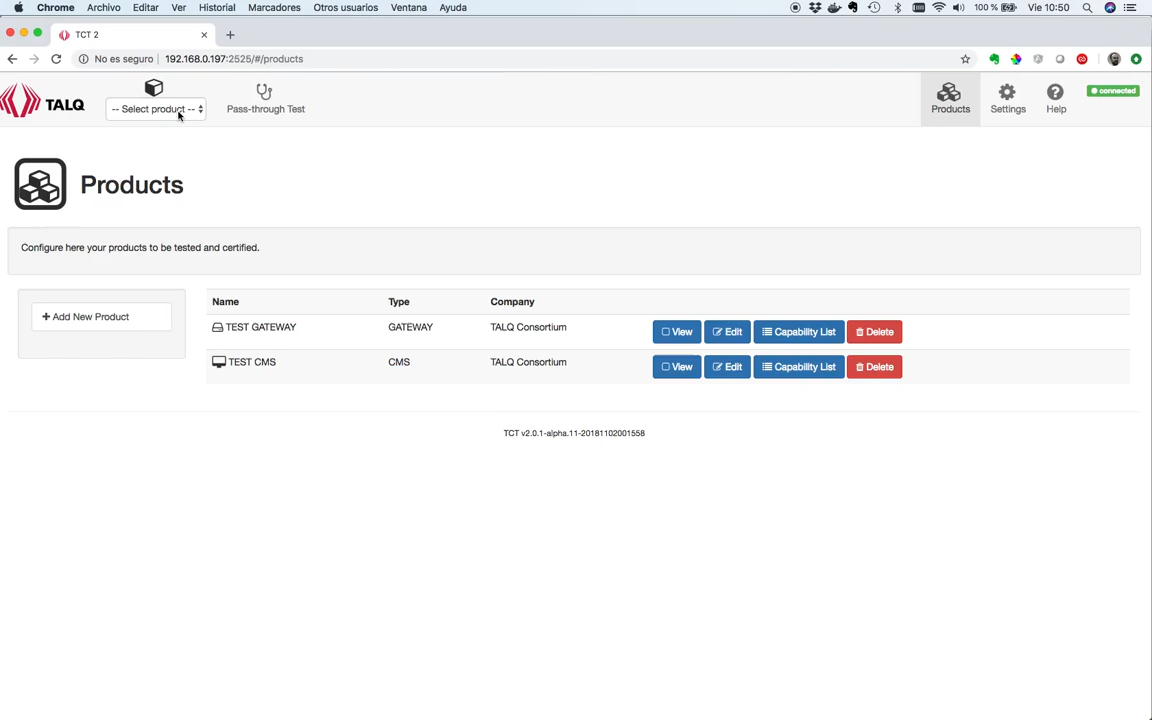 Chrome Archivo Editar Ver Historial Marcadores Otros usuarios Ventana Ayuda 100 % Vie 10:50
TCT 2
No es seguro 192.168.0.197:2525/#/products
TALQ
-- Select product --
Pass-through Test
Products
Settings
Help
connected
Products
Configure here your products to be tested and certified.
Add New Product
Name Type Company
TEST GATEWAY GATEWAY TALQ Consortium View Edit Capability List Delete
TEST CMS CMS TALQ Consortium View Edit Capability List Delete
TCT v2.0.1-alpha.11-20181102001558